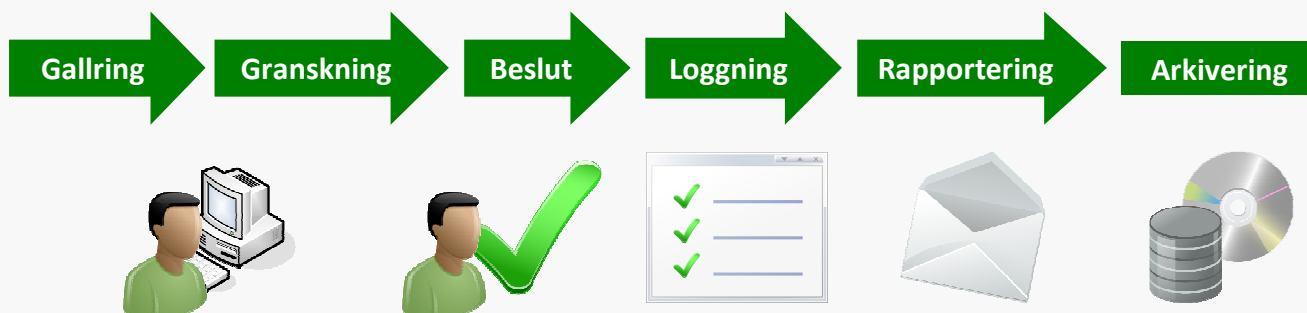 Gallring
Granskning
Beslut
Loggning
Rapportering
Arkivering